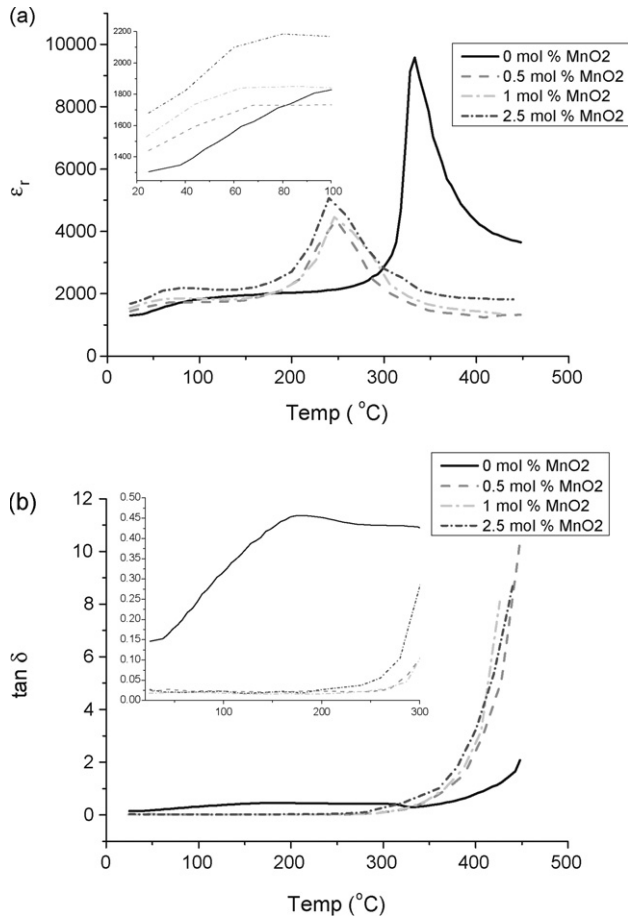 (a)
10000
8000
6000
4000
2000
0
εr
0 100 200 300 400 500
Temp ( °C)
2200
2000
1800
1600
1400
20 40 60 80 100
0 mol % MnO2
0.5 mol % MnO2
1 mol % MnO2
2.5 mol % MnO2
(b)
12
10
8
6
4
2
0
tan δ
0 100 200 300 400 500
Temp ( °C)
0.50
0.45
0.40
0.35
0.30
0.25
0.20
0.15
0.10
0.05
0.00
100 200 300
0 mol % MnO2
0.5 mol % MnO2
1 mol % MnO2
2.5 mol % MnO2